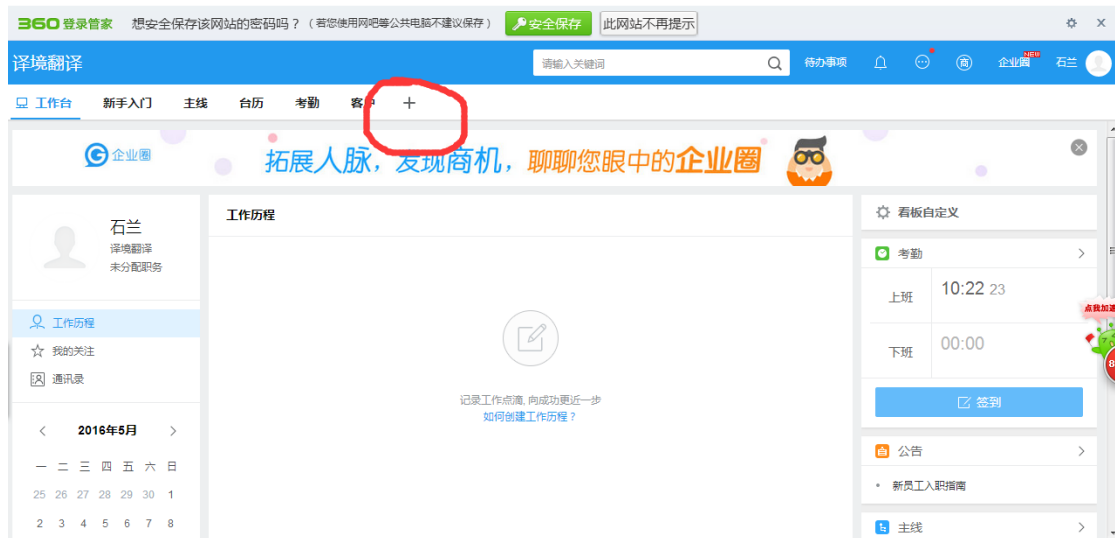 360登录管家 想安全保存该网站的密码吗？（若您使用网吧等公共电脑不建议保存） 安全保存 此网站不再提示
译境翻译 请输入关键词 待办事项 商 企业圈 NEW 石兰
工作台 新手入门 主线 台历 考勤 客户 +
企业圈 拓展人脉，发现商机，聊聊您眼中的企业圈
石兰
译境翻译
未分配职务
工作历程
我的关注
通讯录
2016年5月
一 二 三 四 五 六 日
25 26 27 28 29 30 1
2 3 4 5 6 7 8
工作历程
记录工作点滴, 向成功更近一步
如何创建工作历程？
看板自定义
考勤
上班 10:22 23
下班 00:00
签到
公告
• 新员工入职指南
主线
点我加速